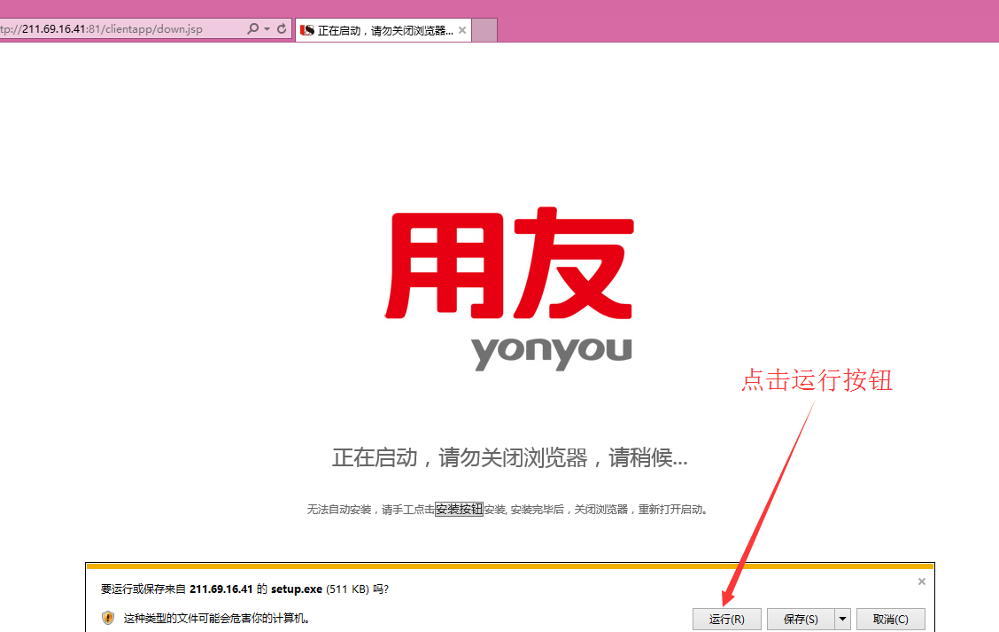 tp://211.69.16.41:81/clientapp/down.jsp
正在启动，请勿关闭浏览器...
用友
yonyou
点击运行按钮
正在启动，请勿关闭浏览器，请稍候...
无法自动安装，请手工点击安装按钮安装, 安装完毕后，关闭浏览器，重新打开启动。
要运行或保存来自 211.69.16.41 的 setup.exe (511 KB) 吗?
这种类型的文件可能会危害你的计算机。
运行(R)
保存(S)
取消(C)